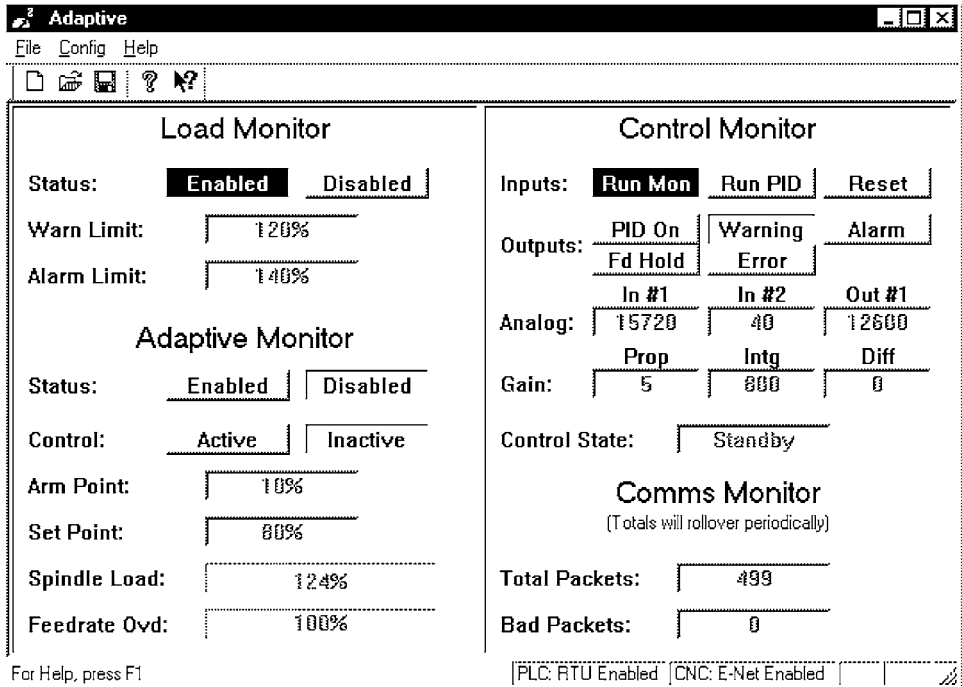 Adaptive
File Config Help
Load Monitor
Status: Enabled Disabled
Warn Limit: 120%
Alarm Limit: 140%
Adaptive Monitor
Status: Enabled Disabled
Control: Active Inactive
Arm Point: 10%
Set Point: 80%
Spindle Load: 124%
Feedrate Ovd: 100%
Control Monitor
Inputs: Run Mon Run PID Reset
Outputs: PID On Warning Alarm
Fd Hold Error
In #1 In #2 Out #1
Analog: 15720 40 12600
Prop Intg Diff
Gain: 5 800 0
Control State: Standby
Comms Monitor
(Totals will rollover periodically)
Total Packets: 499
Bad Packets: 0
For Help, press F1
PLC: RTU Enabled CNC: E-Net Enabled